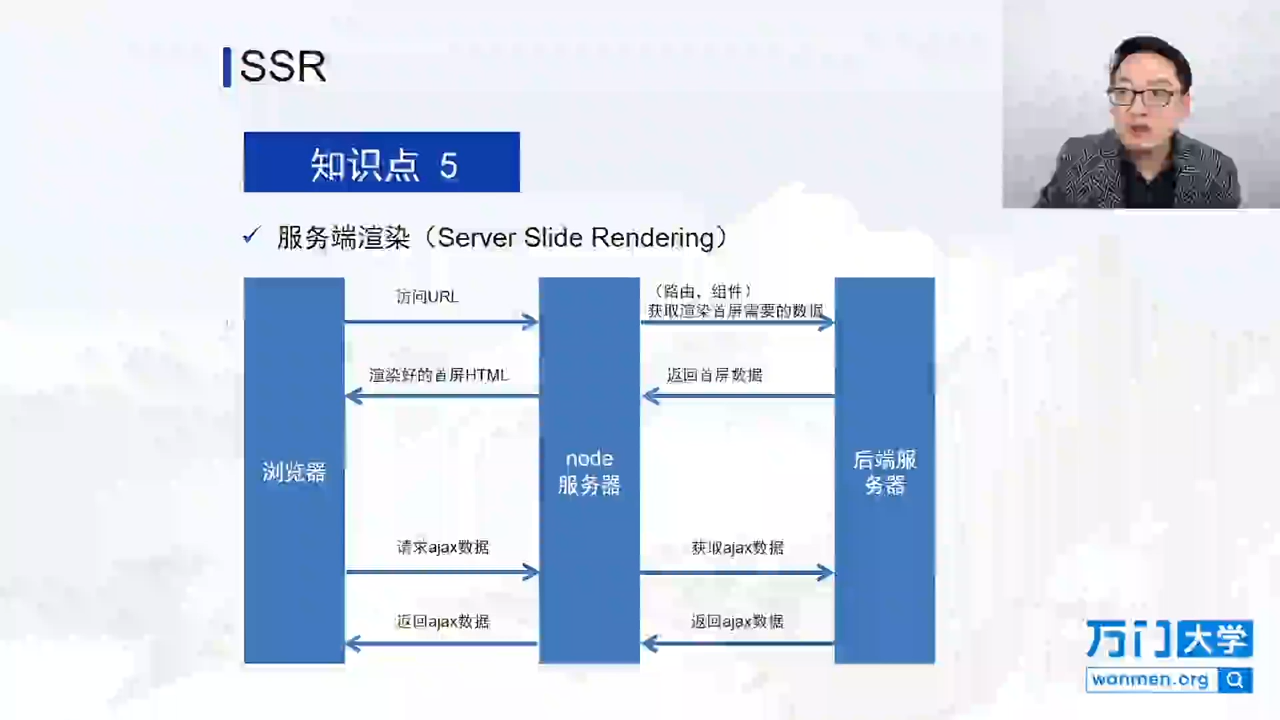 SSR
知识点 5
✓ 服务端渲染（Server Slide Rendering）
访问URL
（路由，组件）
获取渲染首屏需要的数据
渲染好的首屏HTML
返回首屏数据
浏览器
node
服务器
后端服
务器
请求ajax数据
获取ajax数据
返回ajax数据
返回ajax数据
万门大学
wanmen.org